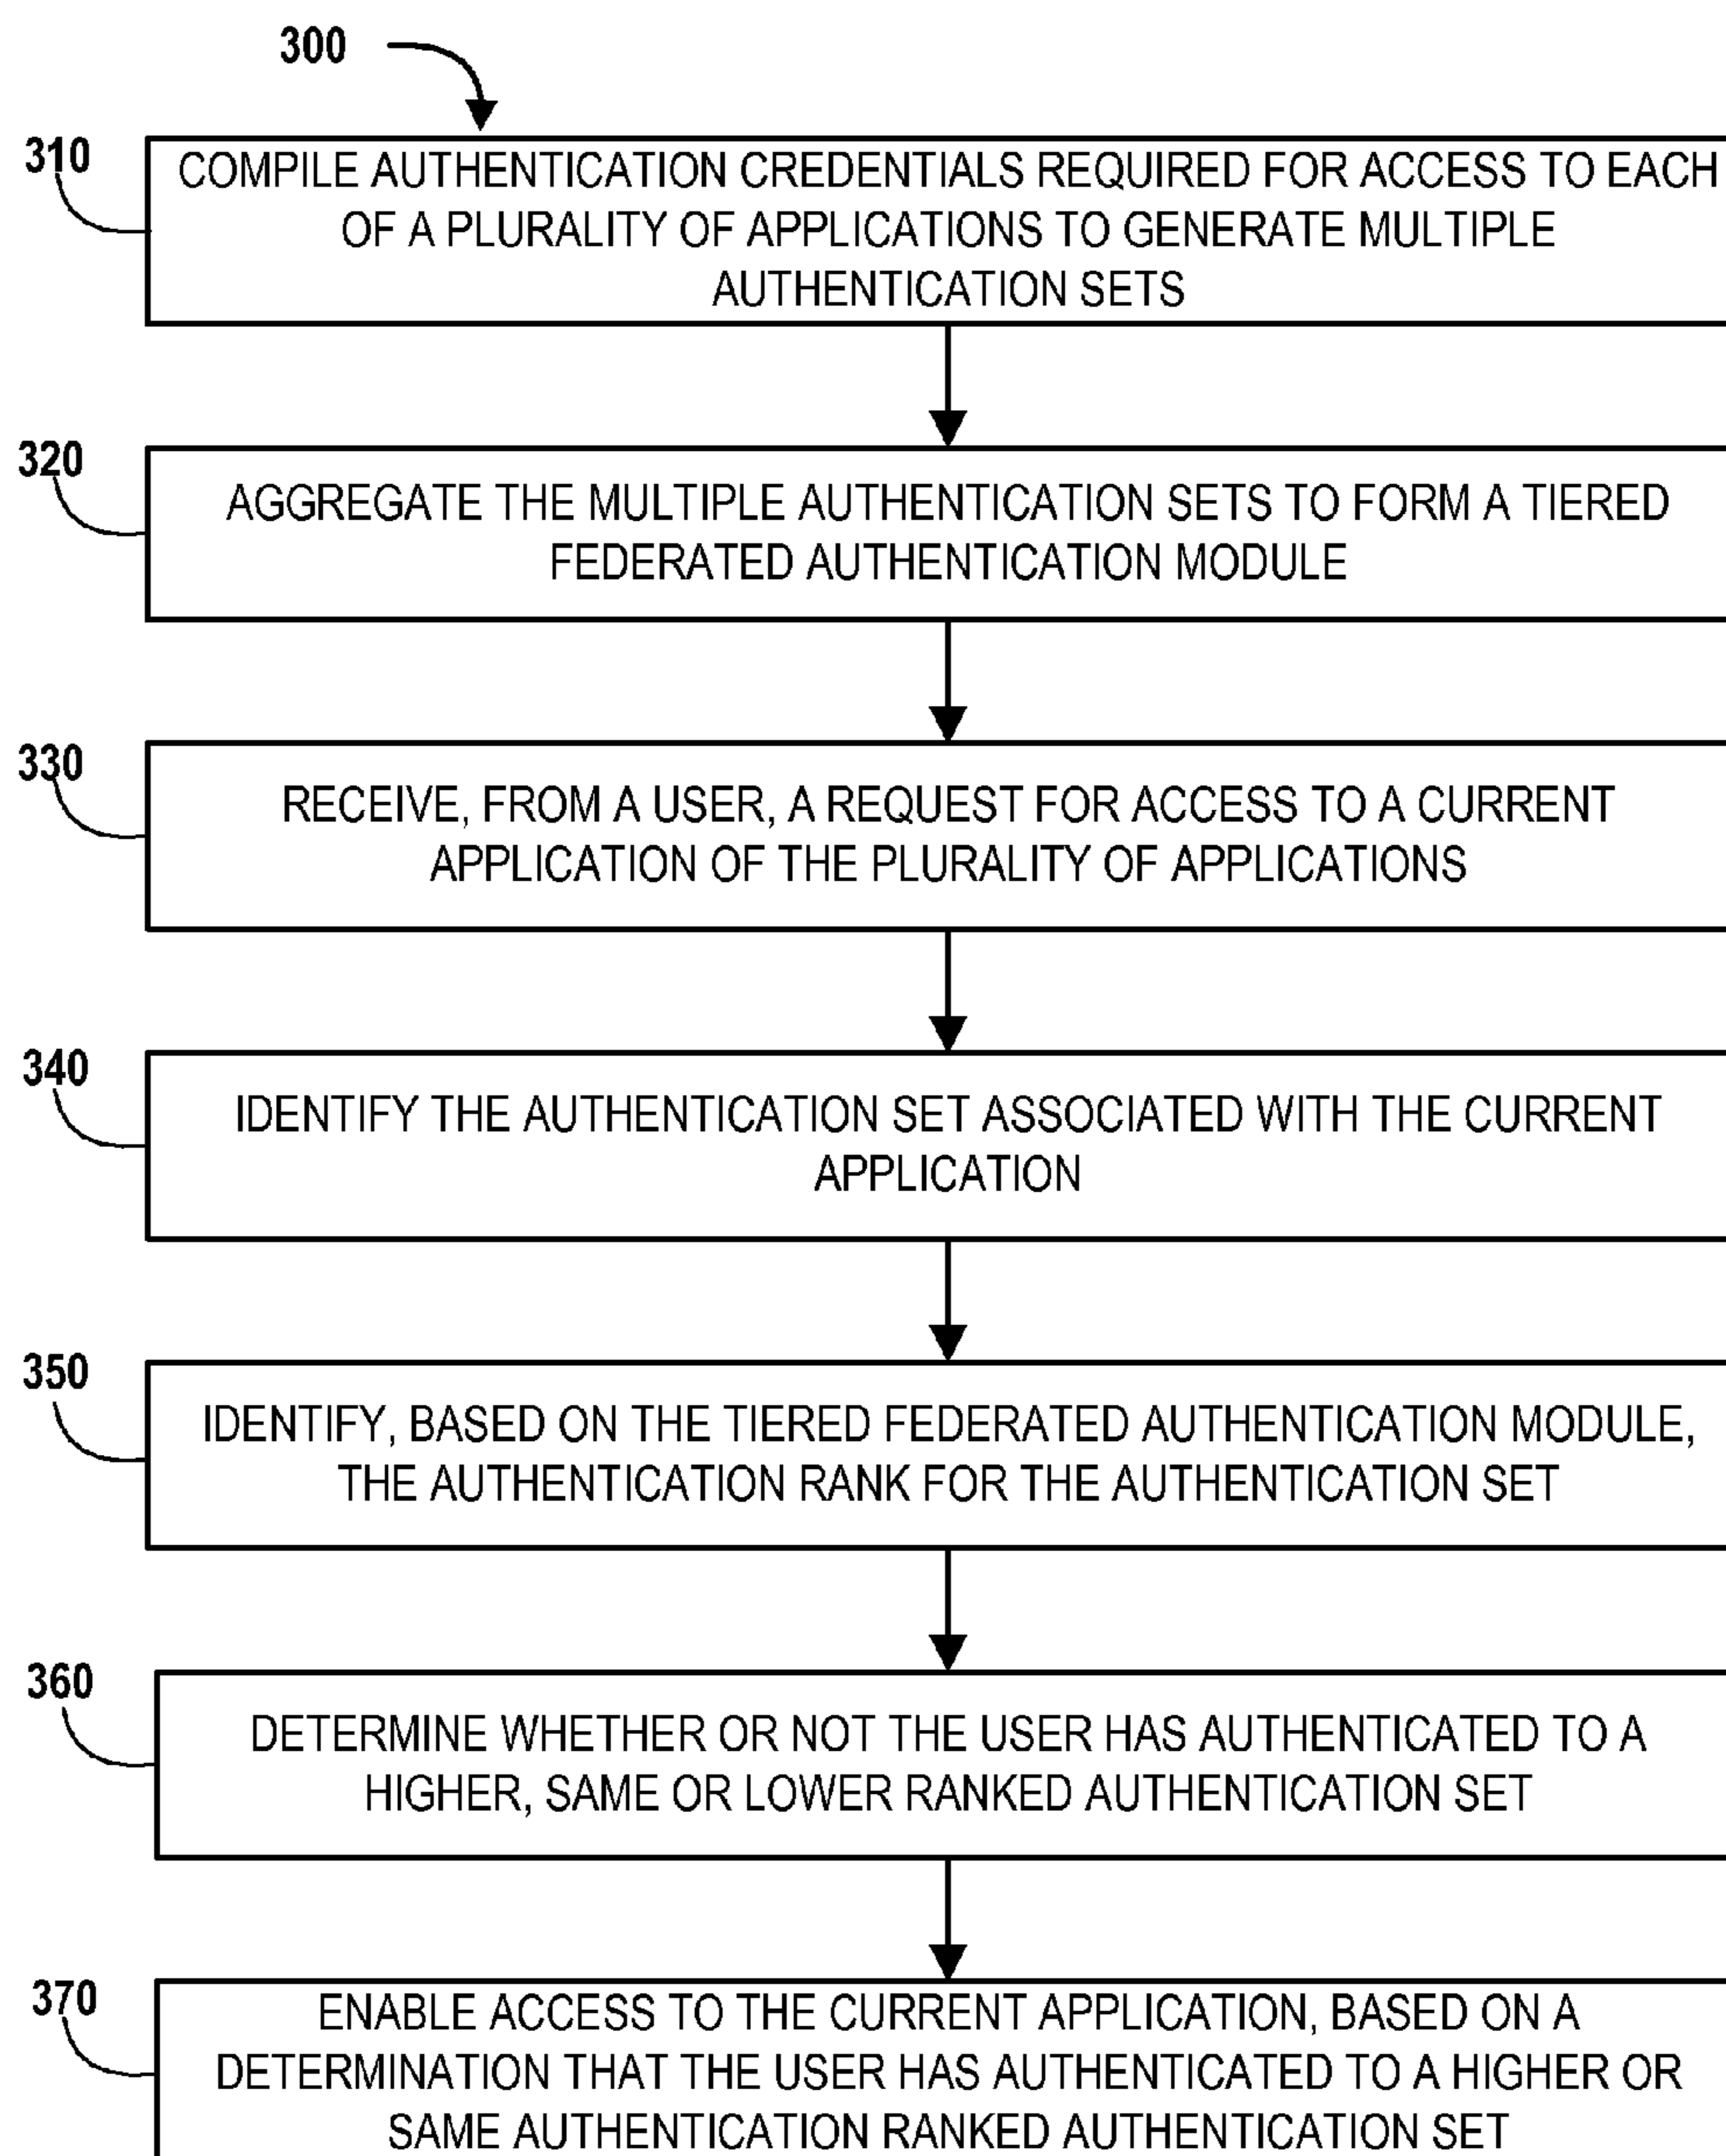 300
310
COMPILE AUTHENTICATION CREDENTIALS REQUIRED FOR ACCESS TO EACH
OF A PLURALITY OF APPLICATIONS TO GENERATE MULTIPLE
AUTHENTICATION SETS
320
AGGREGATE THE MULTIPLE AUTHENTICATION SETS TO FORM A TIERED
FEDERATED AUTHENTICATION MODULE
330
RECEIVE, FROM A USER, A REQUEST FOR ACCESS TO A CURRENT
APPLICATION OF THE PLURALITY OF APPLICATIONS
340
IDENTIFY THE AUTHENTICATION SET ASSOCIATED WITH THE CURRENT
APPLICATION
350
IDENTIFY, BASED ON THE TIERED FEDERATED AUTHENTICATION MODULE,
THE AUTHENTICATION RANK FOR THE AUTHENTICATION SET
360
DETERMINE WHETHER OR NOT THE USER HAS AUTHENTICATED TO A
HIGHER, SAME OR LOWER RANKED AUTHENTICATION SET
370
ENABLE ACCESS TO THE CURRENT APPLICATION, BASED ON A
DETERMINATION THAT THE USER HAS AUTHENTICATED TO A HIGHER OR
SAME AUTHENTICATION RANKED AUTHENTICATION SET